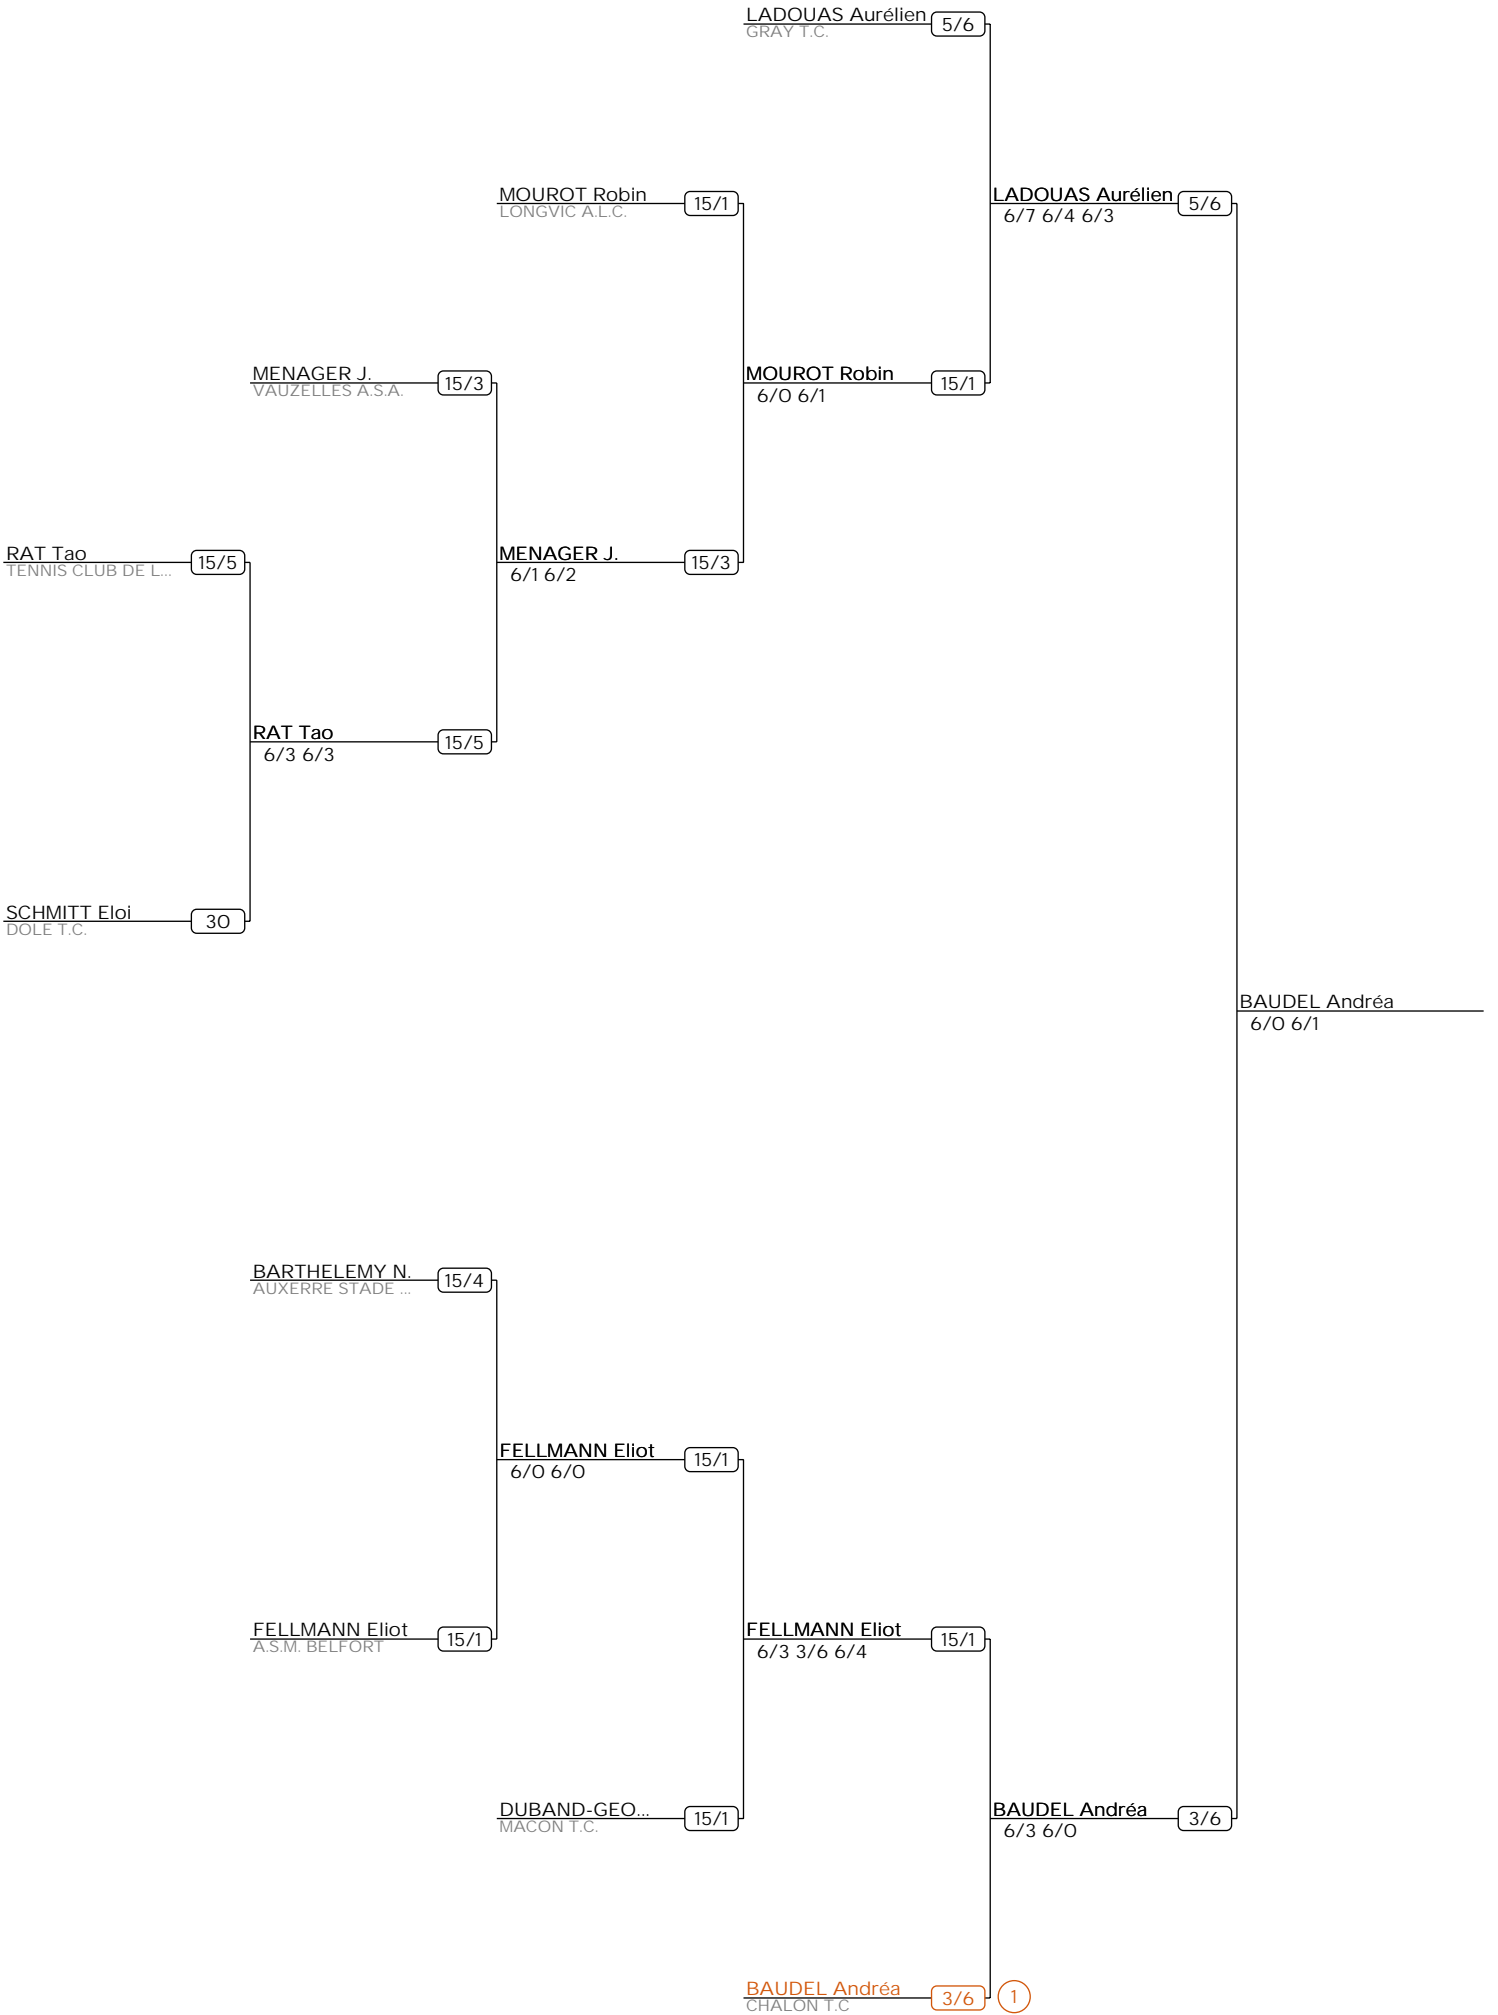 LADOUAS Aurélien
5/6
GRAY T.C.
MOUROT Robin
15/1
LONGVIC A.L.C.
LADOUAS Aurélien
5/6
6/7 6/4 6/3
MENAGER J.
15/3
VAUZELLES A.S.A.
MOUROT Robin
15/1
6/0 6/1
RAT Tao
15/5
TENNIS CLUB DE L...
MENAGER J.
15/3
6/1 6/2
RAT Tao
15/5
6/3 6/3
SCHMITT Eloi
30
DOLE T.C.
BAUDEL Andréa
6/0 6/1
BARTHELEMY N.
15/4
AUXERRE STADE ...
FELLMANN Eliot
15/1
6/0 6/0
FELLMANN Eliot
15/1
A.S.M. BELFORT
FELLMANN Eliot
15/1
6/3 3/6 6/4
DUBAND-GEO...
15/1
MACON T.C.
BAUDEL Andréa
3/6
6/3 6/0
BAUDEL Andréa
3/6
1
CHALON T.C